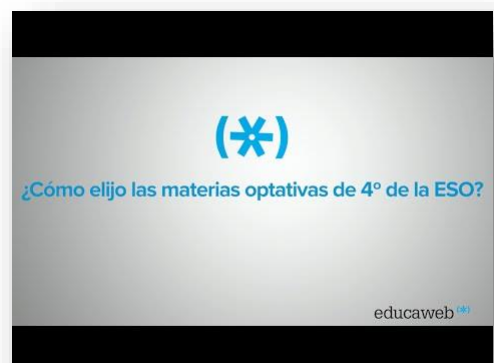 (*)
¿Cómo elijo las materias optativas de 4º de la ESO?
educaweb(*)